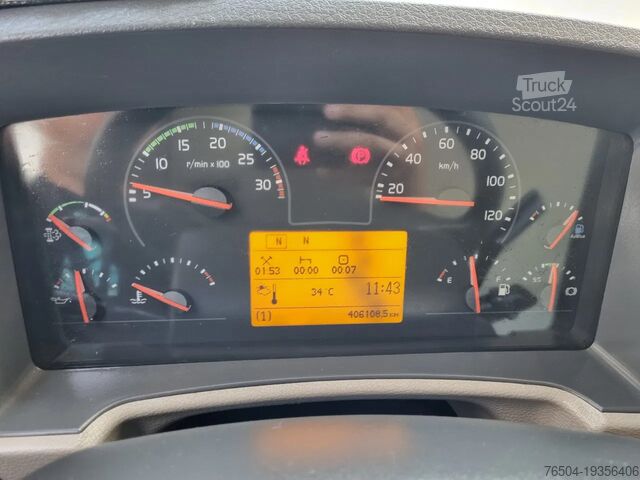 Truck
Scout24
5 10 15 20 25 30
r/min x 100
20 40 60 80 100 120
km/h
N N
01:53 00:00 00:07
34°C 11:43
(1) 406108.5 KM
E F
AdBlue
76504-19356406